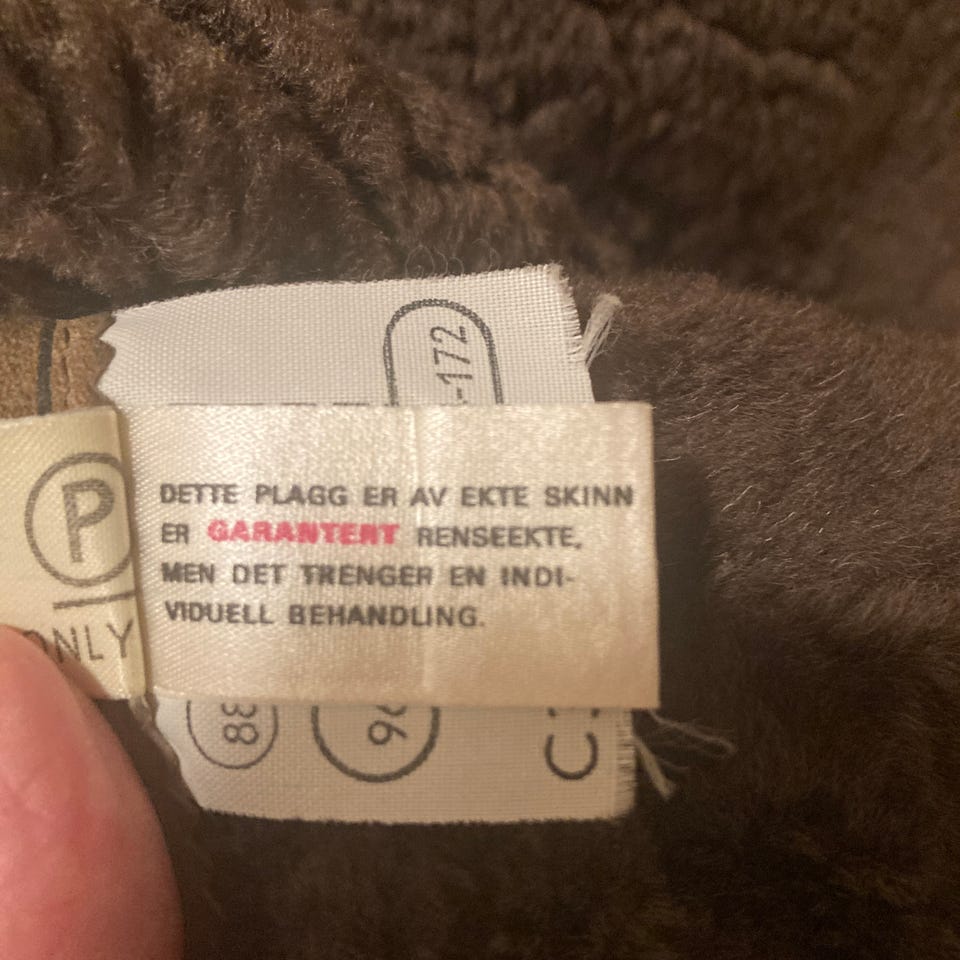 -172
P
ONLY
DETTE PLAGG ER AV EKTE SKINN
ER GARANTERT RENSEEKTE,
MEN DET TRENGER EN INDI-
VIDUELL BEHANDLING.
88
96
C